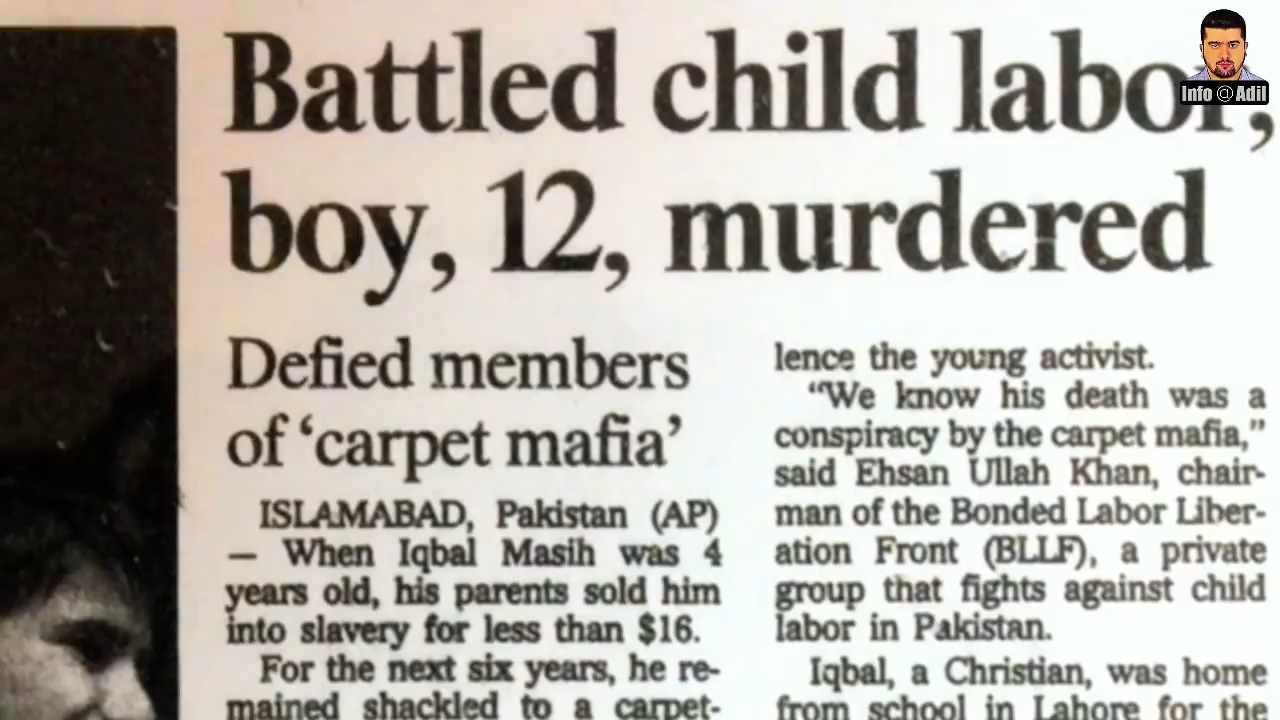 Battled child labor,
boy, 12, murdered
Defied members
of ‘carpet mafia’
ISLAMABAD, Pakistan (AP)
— When Iqbal Masih was 4
years old, his parents sold him
into slavery for less than $16.
For the next six years, he re-
mained shackled to a carpet-
lence the young activist.
“We know his death was a
conspiracy by the carpet mafia,”
said Ehsan Ullah Khan, chair-
man of the Bonded Labor Liber-
ation Front (BLLF), a private
group that fights against child
labor in Pakistan.
Iqbal, a Christian, was home
from school in Lahore for the
Info @ Adil